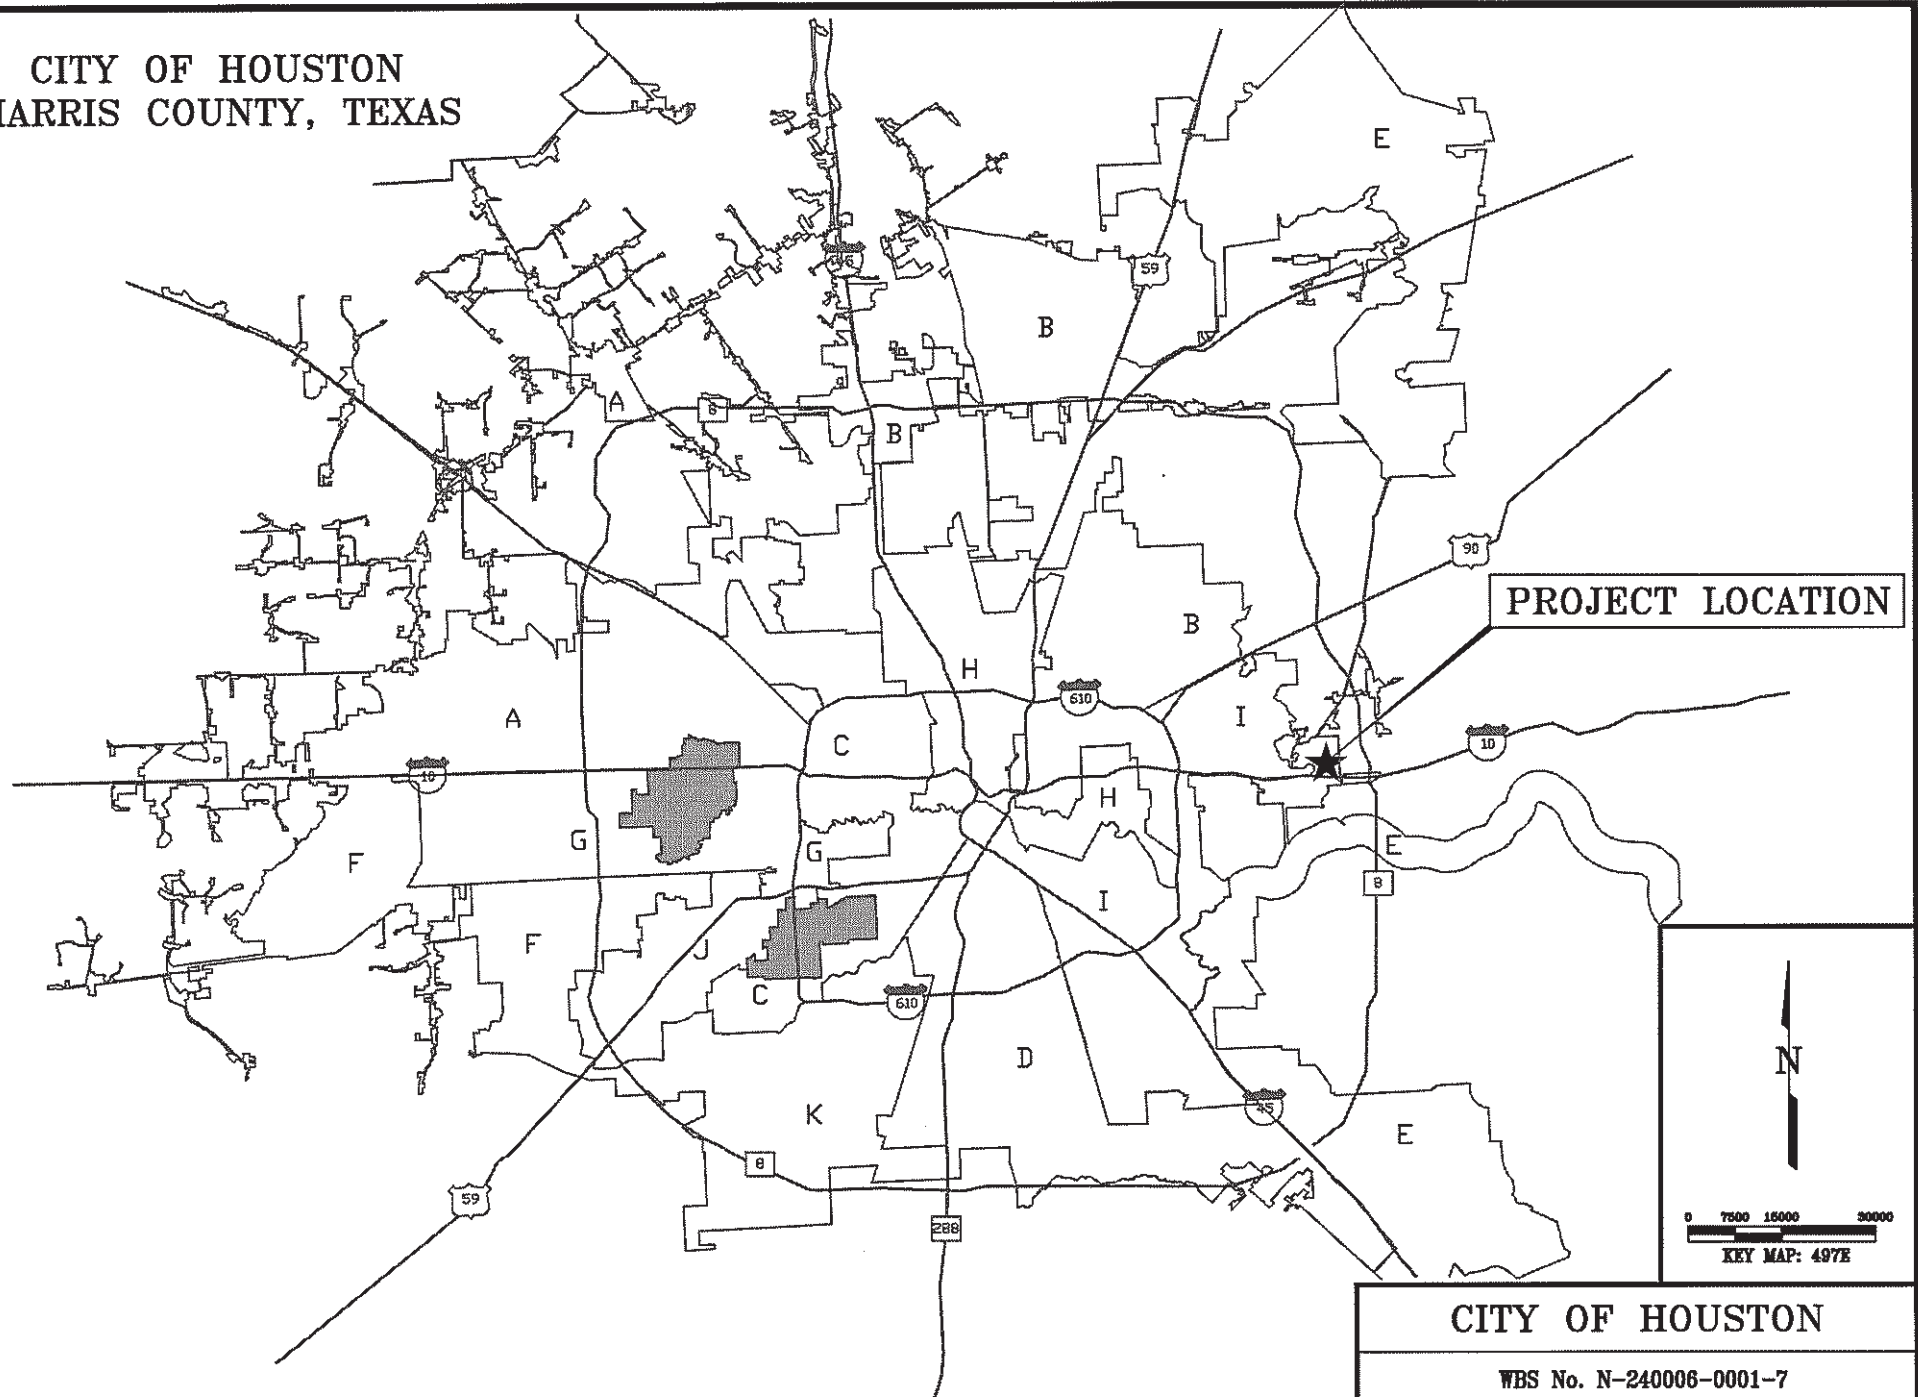 CITY OF HOUSTON
HARRIS COUNTY, TEXAS
E
59
B
A
8
B
90
PROJECT LOCATION
B
H
610
I
A
C
10
10
H
G
G
E
F
8
I
F
J
C
610
N
D
45
K
E
8
59
288
0 7500 15000 30000
KEY MAP: 497E
CITY OF HOUSTON
WBS No. N-240006-0001-7